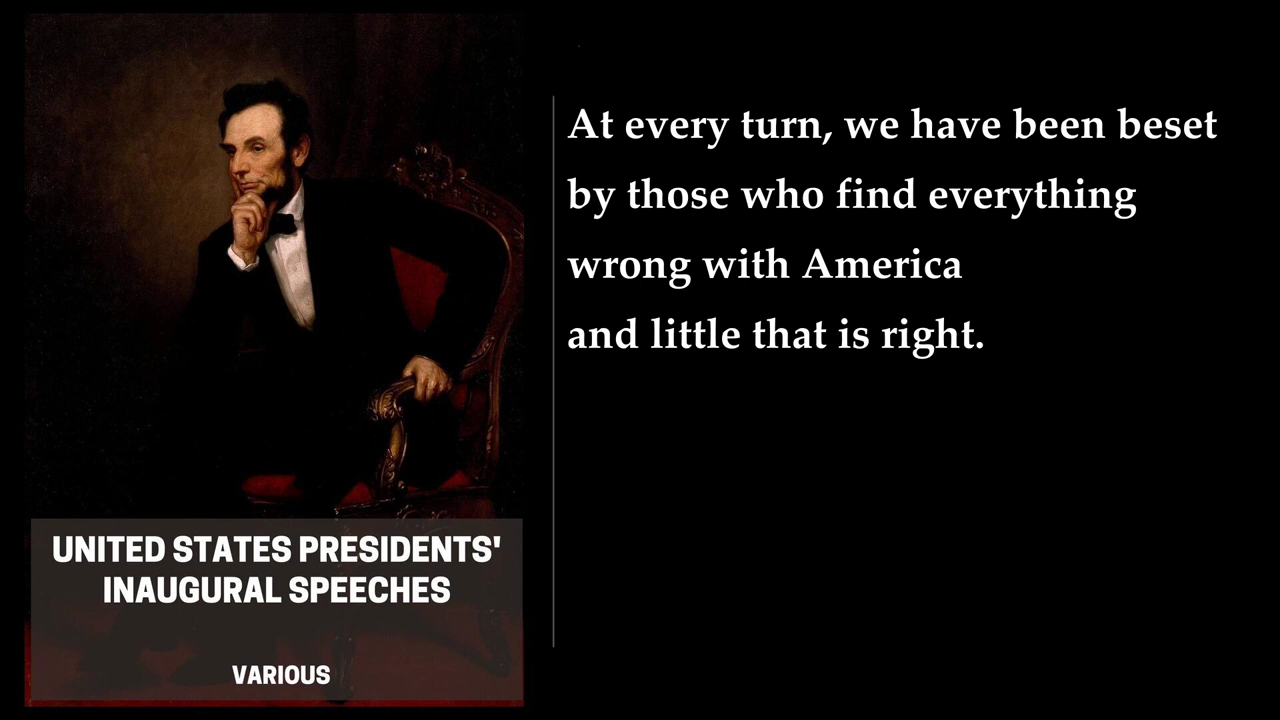 At every turn, we have been beset
by those who find everything
wrong with America
and little that is right.
UNITED STATES PRESIDENTS'
INAUGURAL SPEECHES
VARIOUS